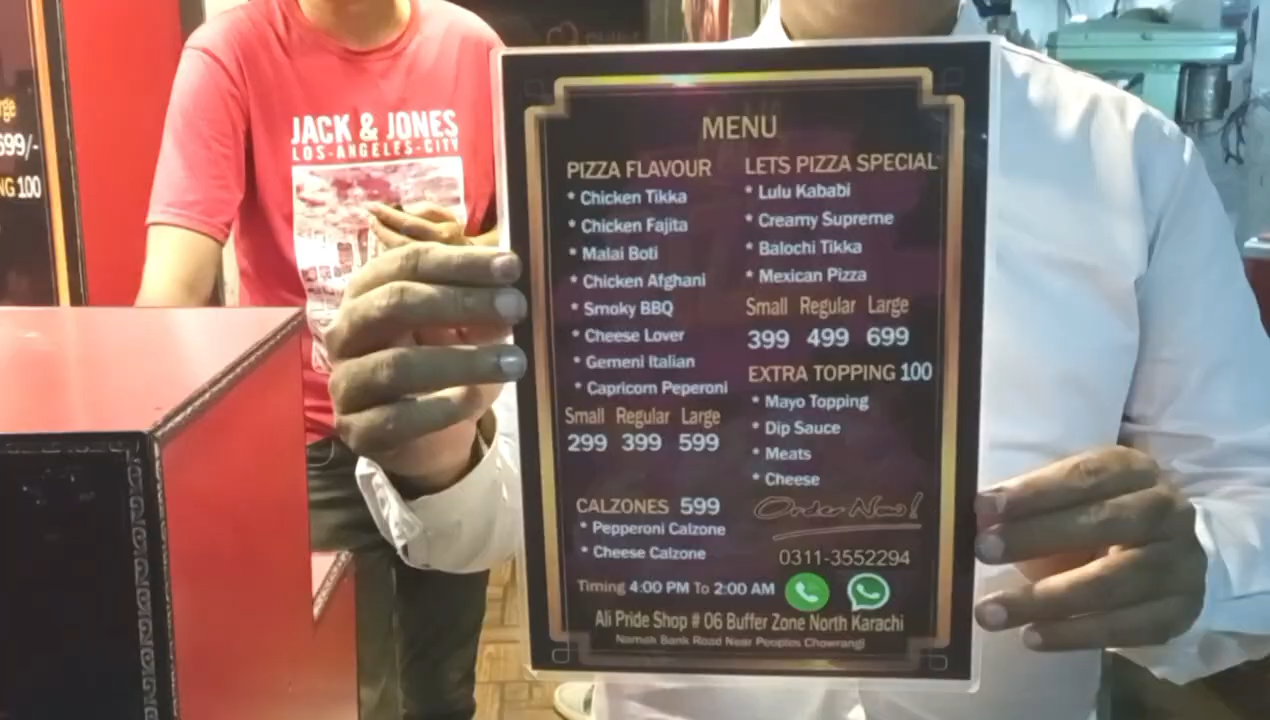 rge
699/-
NG 100
JACK & JONES
LOS-ANGELES-CITY
MENU
PIZZA FLAVOUR
* Chicken Tikka
* Chicken Fajita
* Malai Boti
* Chicken Afghani
* Smoky BBQ
* Cheese Lover
* Gemeni Italian
* Capricorn Peperoni
Small Regular Large
299 399 599
CALZONES 599
* Pepperoni Calzone
* Cheese Calzone
LETS PIZZA SPECIAL
* Lulu Kababi
* Creamy Supreme
* Balochi Tikka
* Mexican Pizza
Small Regular Large
399 499 699
EXTRA TOPPING 100
* Mayo Topping
* Dip Sauce
* Meats
* Cheese
Order Now!
0311-3552294
Timing 4:00 PM To 2:00 AM
Ali Pride Shop # 06 Buffer Zone North Karachi
Namak Bank Road Near Peoples Chowrangi